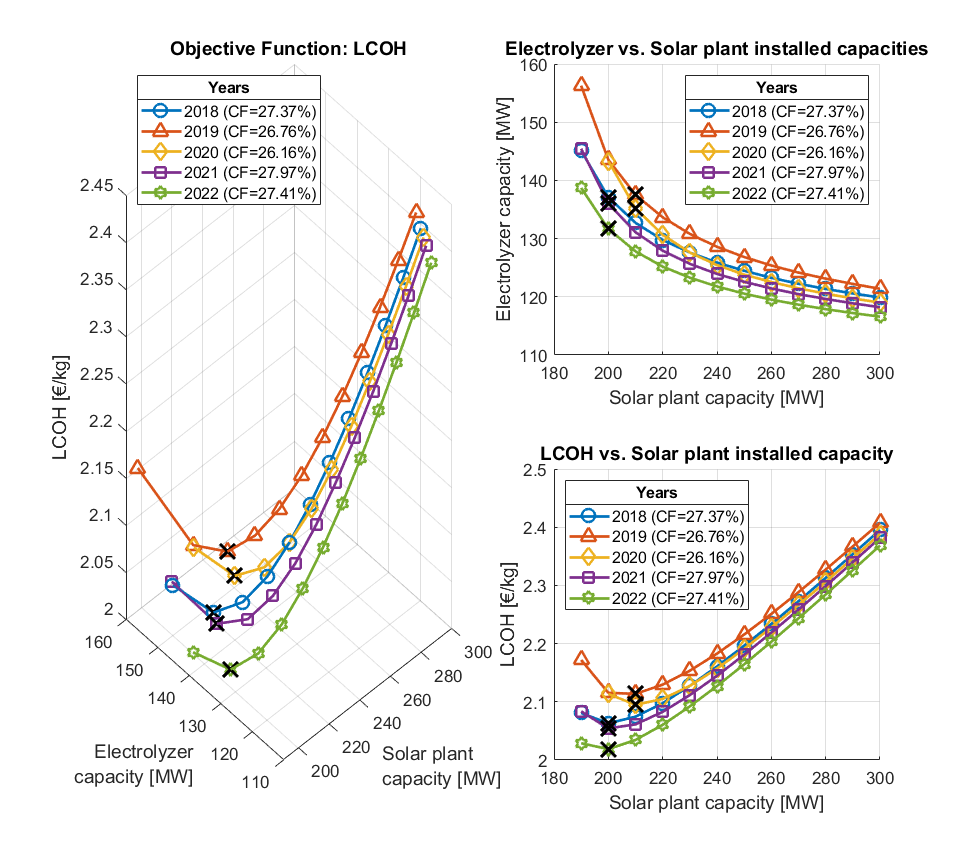 Objective Function: LCOH
Years
2018 (CF=27.37%)
2019 (CF=26.76%)
2020 (CF=26.16%)
2021 (CF=27.97%)
2022 (CF=27.41%)
2.45
2.4
2.35
2.3
2.25
2.2
2.15
2.1
2.05
2
LCOH [€/kg]
160
150
140
130
120
110
Electrolyzer
capacity [MW]
200
220
240
260
280
300
Solar plant
capacity [MW]
Electrolyzer vs. Solar plant installed capacities
Years
2018 (CF=27.37%)
2019 (CF=26.76%)
2020 (CF=26.16%)
2021 (CF=27.97%)
2022 (CF=27.41%)
160
150
140
130
120
110
Electrolyzer capacity [MW]
180 200 220 240 260 280 300
Solar plant capacity [MW]
LCOH vs. Solar plant installed capacity
Years
2018 (CF=27.37%)
2019 (CF=26.76%)
2020 (CF=26.16%)
2021 (CF=27.97%)
2022 (CF=27.41%)
2.5
2.4
2.3
2.2
2.1
2
LCOH [€/kg]
180 200 220 240 260 280 300
Solar plant capacity [MW]